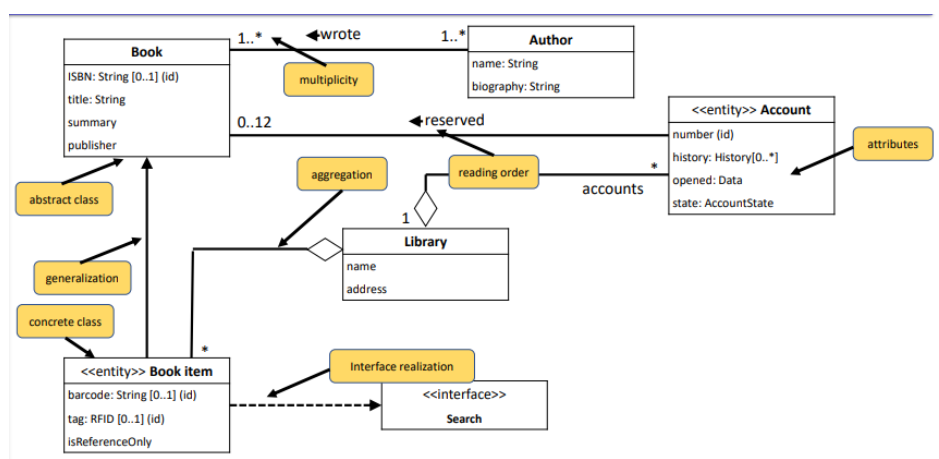 Book
ISBN: String [0..1] (id)
title: String
summary
publisher
1..*
wrote
1..*
multiplicity
Author
name: String
biography: String
0..12
reserved
<<entity>> Account
number (id)
history: History[0..*]
opened: Data
state: AccountState
attributes
abstract class
aggregation
reading order
*
accounts
1
Library
name
address
generalization
concrete class
*
<<entity>> Book item
barcode: String [0..1] (id)
tag: RFID [0..1] (id)
isReferenceOnly
Interface realization
<<interface>>
Search